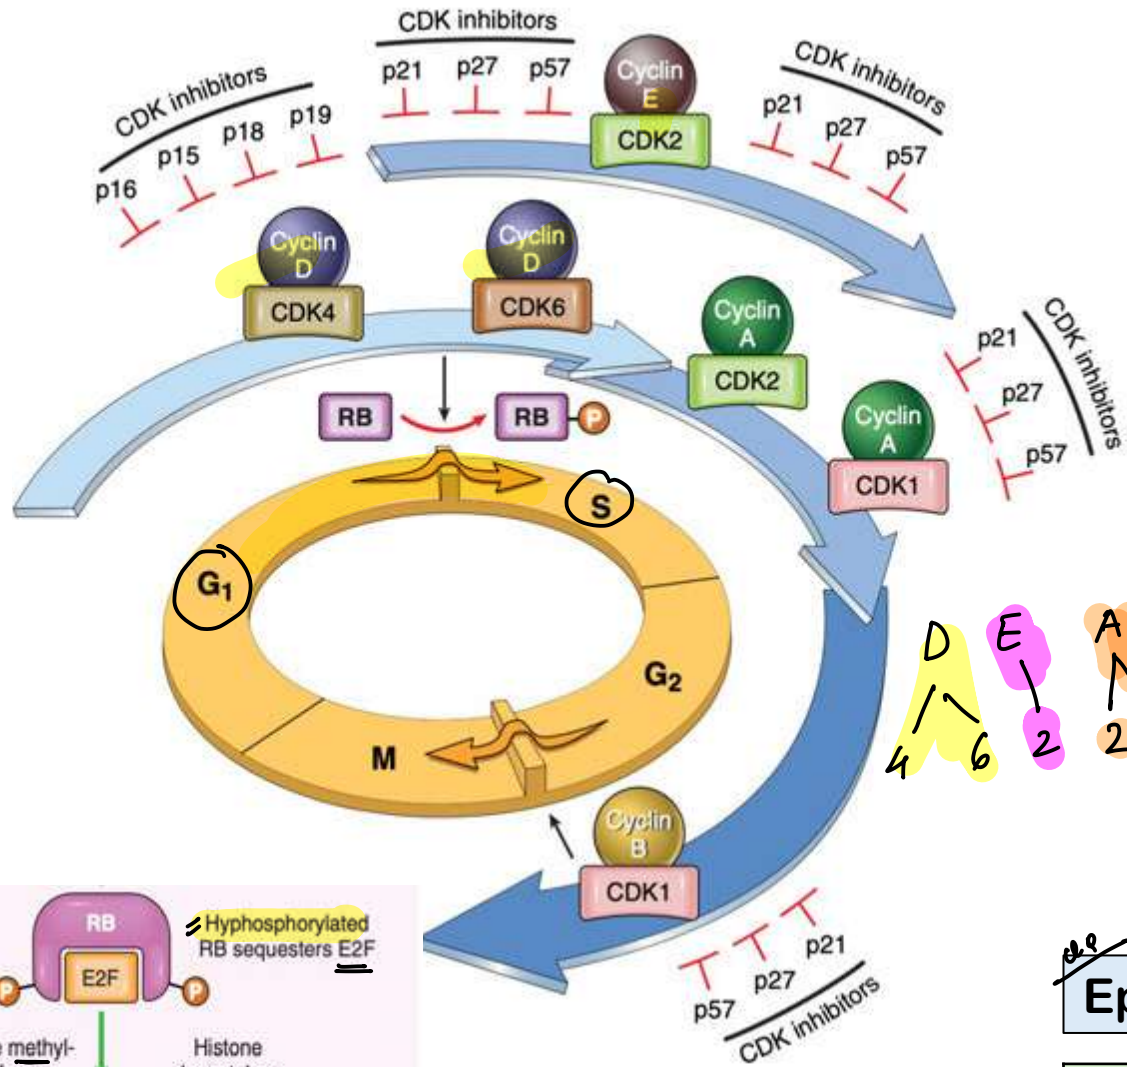 CDK inhibitors
p16
p15
p18
p19
CDK inhibitors
p21
p27
p57
Cyclin
E
CDK2
CDK inhibitors
p21
p27
p57
Cyclin
D
CDK4
Cyclin
D
CDK6
Cyclin
A
CDK2
Cyclin
A
CDK1
CDK inhibitors
p21
p27
p57
RB
RB
P
G1
S
G2
M
D
4 6
E
2
A
2
Cyclin
B
CDK1
p57
p27
p21
CDK inhibitors
RB
E2F
P
P
Hyphosphorylated
RB sequesters E2F
methyl-
Histone
Ep